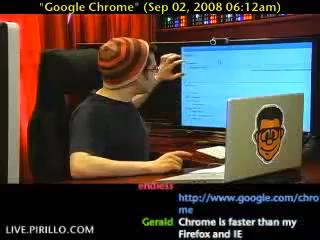 "Google Chrome" (Sep 02, 2008 06:12am)
endless
http://www.google.com/chro
me
Gerald Chrome is faster than my
Firefox and IE
LIVE.PIRILLO.COM